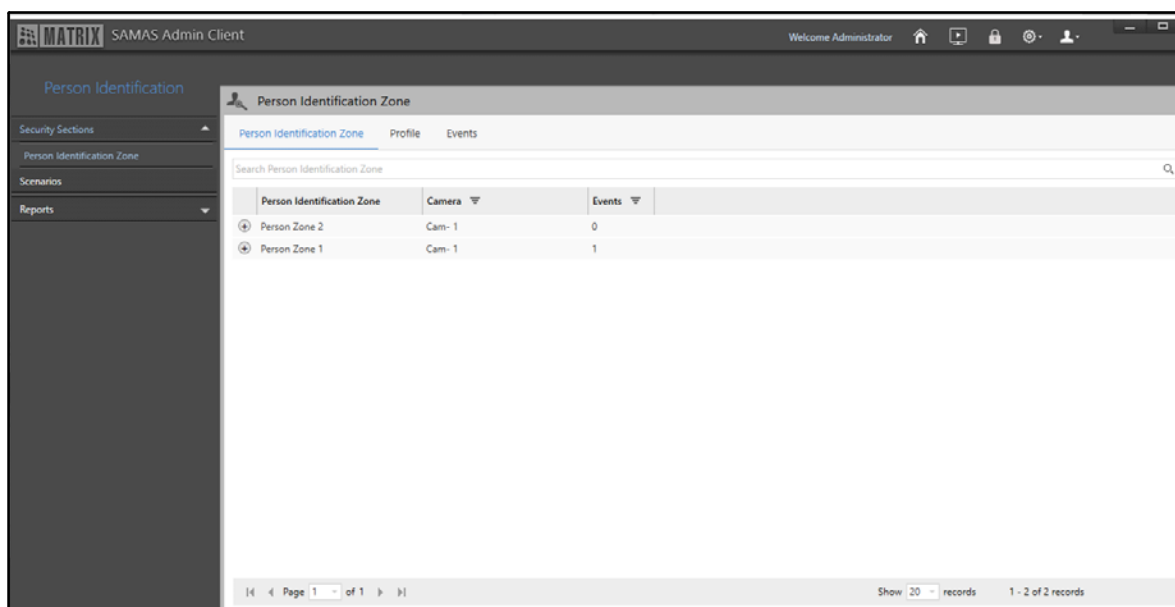 MATRIX SAMAS Admin Client Welcome Administrator
Person Identification
Security Sections
Person Identification Zone
Scenarios
Reports
Person Identification Zone
Person Identification Zone Profile Events
Search Person Identification Zone
Person Identification Zone Camera Events
Person Zone 2 Cam- 1 0
Person Zone 1 Cam- 1 1
Page 1 of 1 Show 20 records 1 - 2 of 2 records